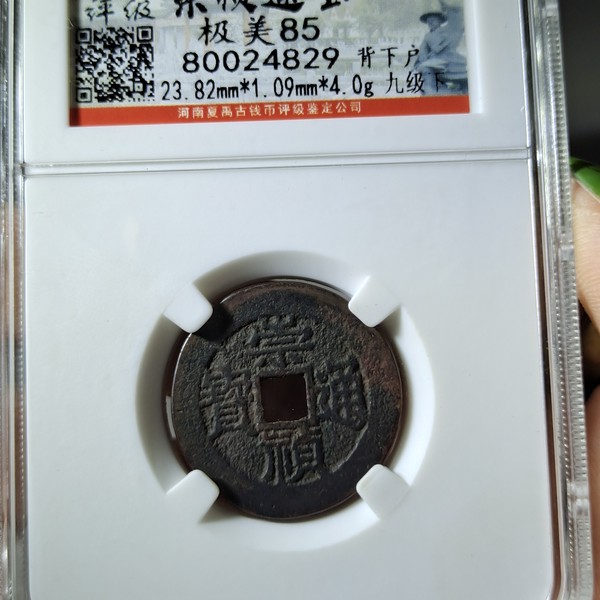 评级
极美85
80024829 背下户
23.82mm*1.09mm*4.0g 九级下
河南夏禹古钱币评级鉴定公司
崇
寳 通
禎